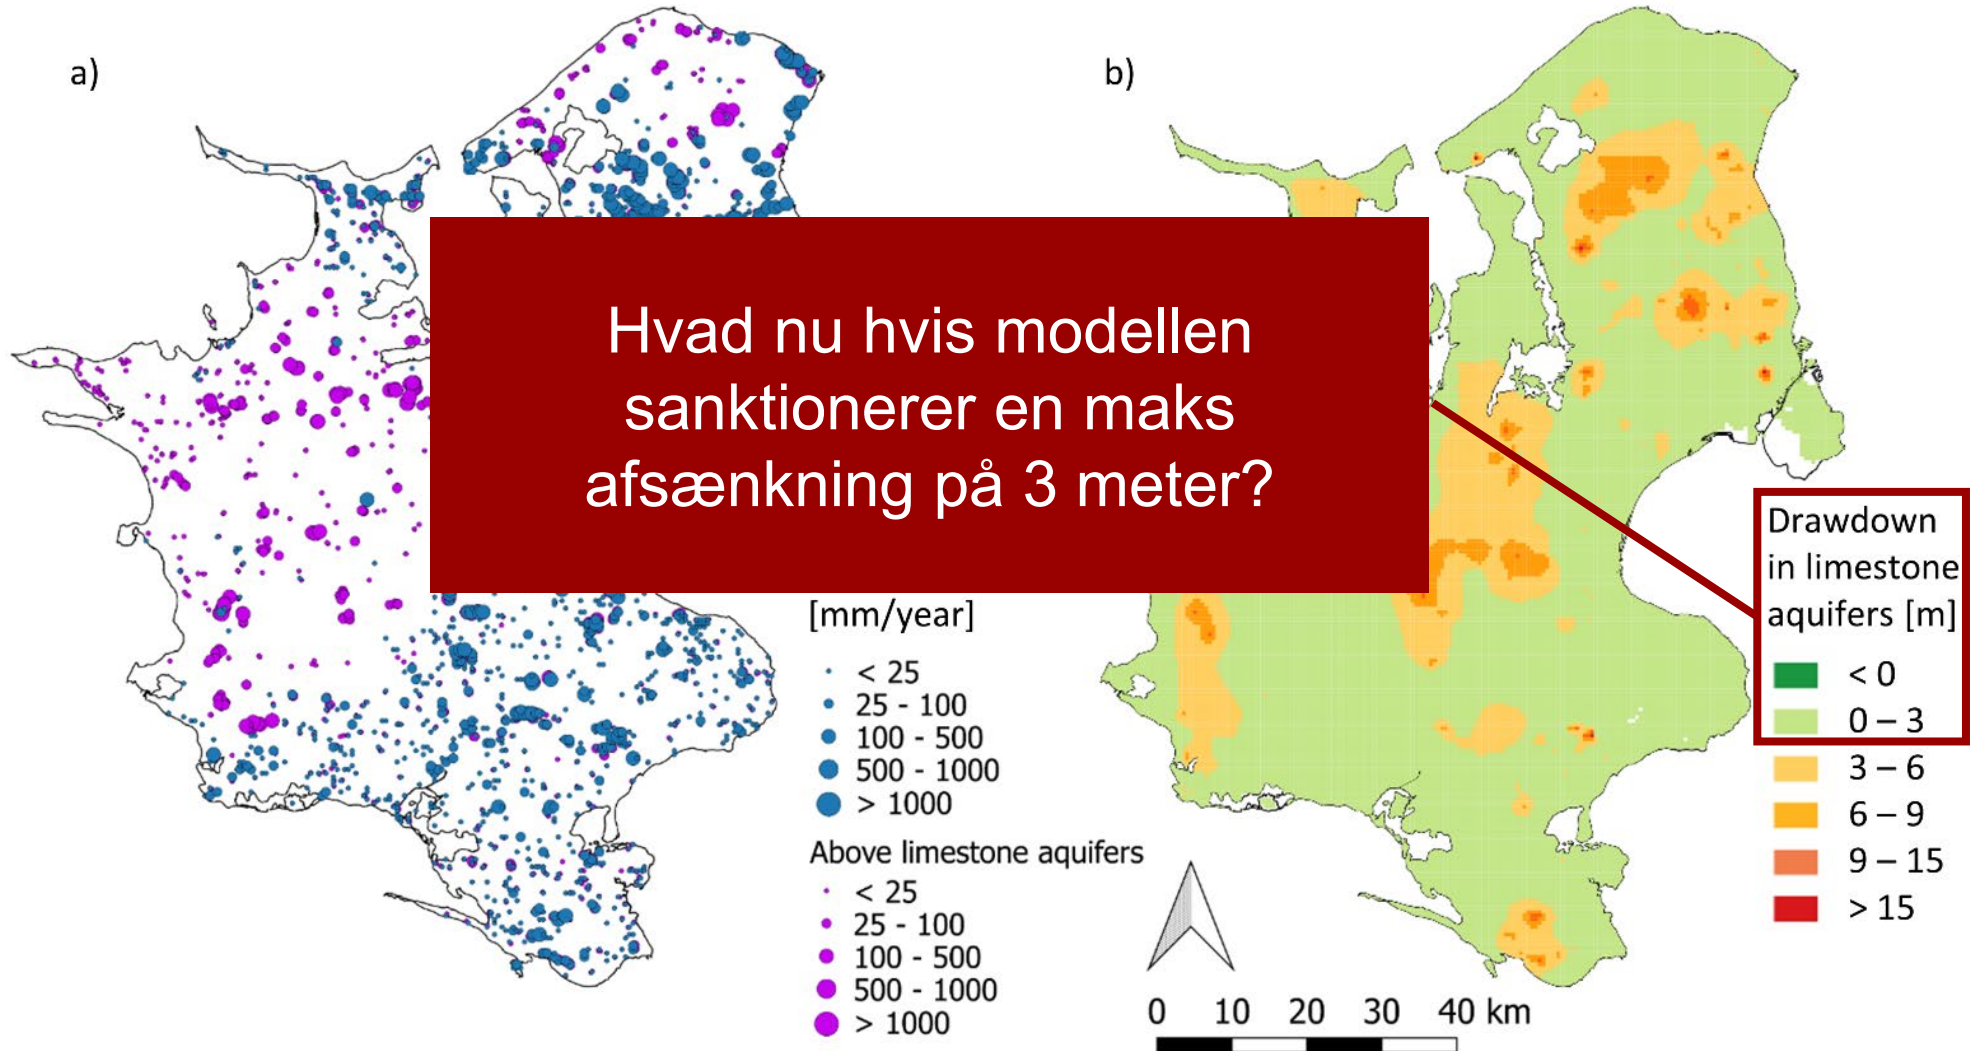 a)
b)
Hvad nu hvis modellen
sanktionerer en maks
afsænkning på 3 meter?
[mm/year]
< 25
25 - 100
100 - 500
500 - 1000
> 1000
Above limestone aquifers
< 25
25 - 100
100 - 500
500 - 1000
> 1000
Drawdown
in limestone
aquifers [m]
< 0
0 – 3
3 – 6
6 – 9
9 – 15
> 15
0 10 20 30 40 km